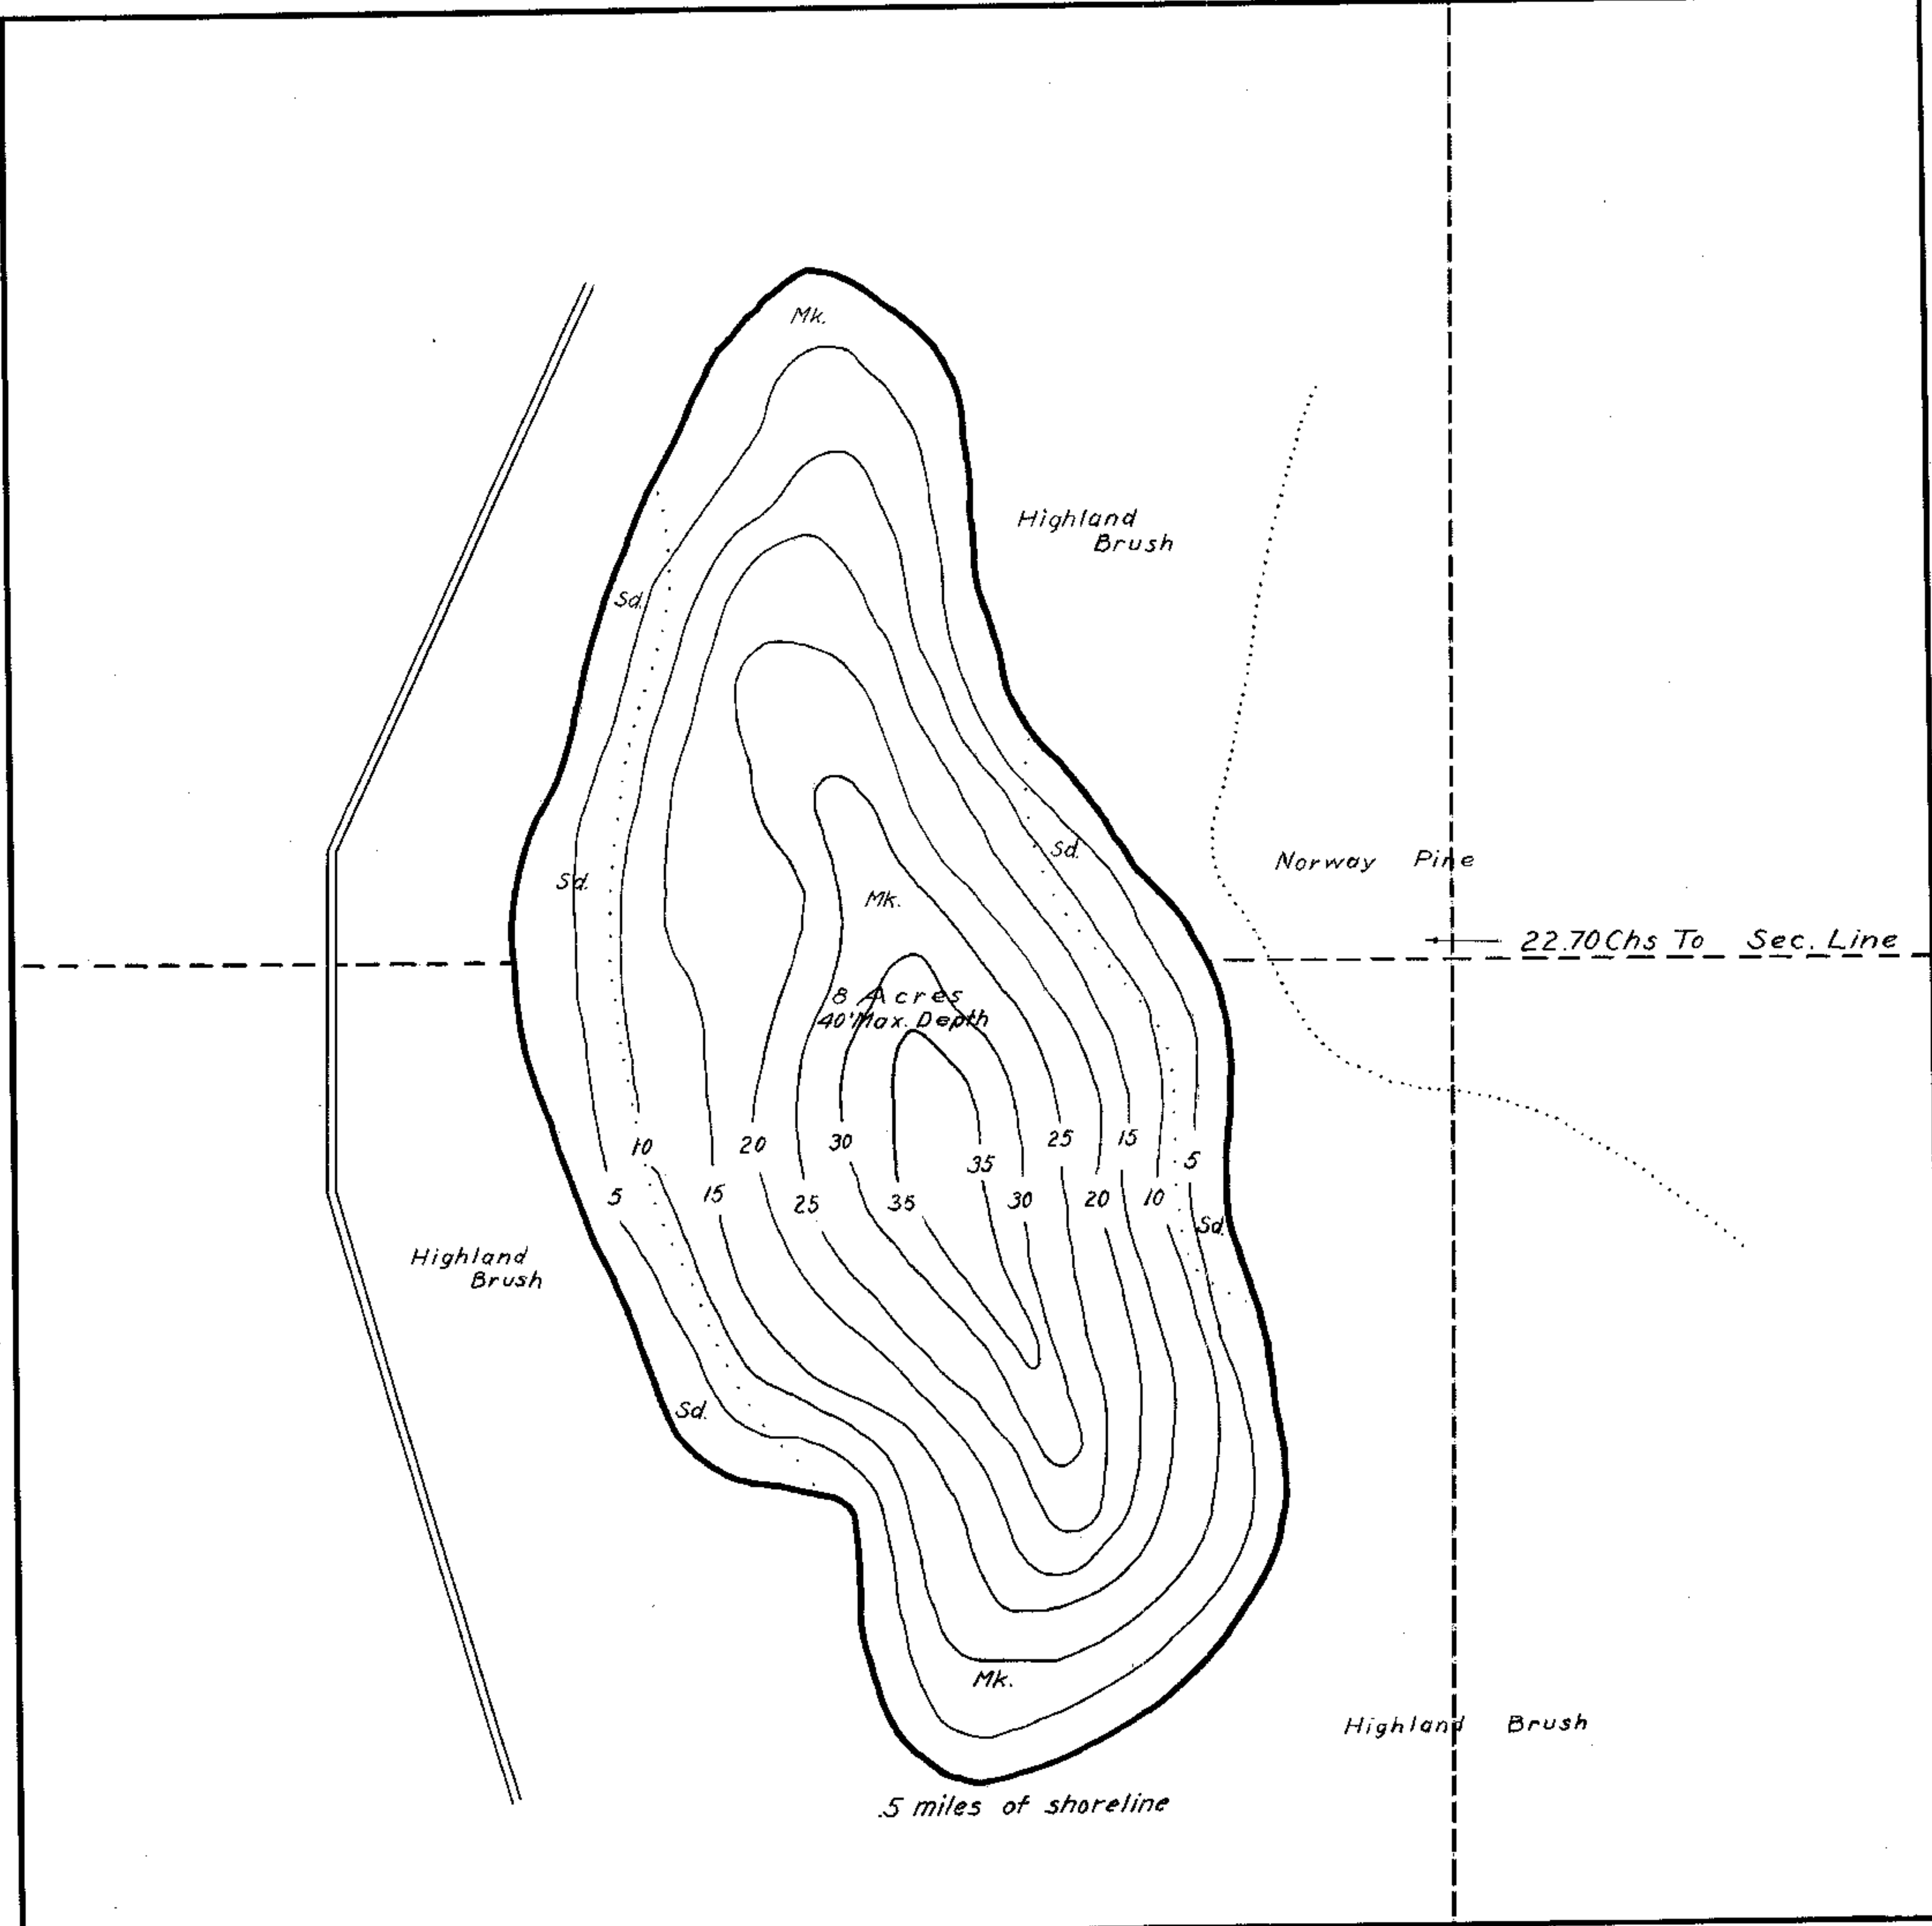 Mk.
Highland
Brush
Sd.
Sd.
Norway Pine
Sd.
Mk.
22.70 Chs To Sec. Line
8 Acres
40' Max. Depth
10
20
30
25
15
35
5
5
15
25
35
30
20
10
Sd.
Highland
Brush
Sd.
Mk.
Highland Brush
.5 miles of shoreline